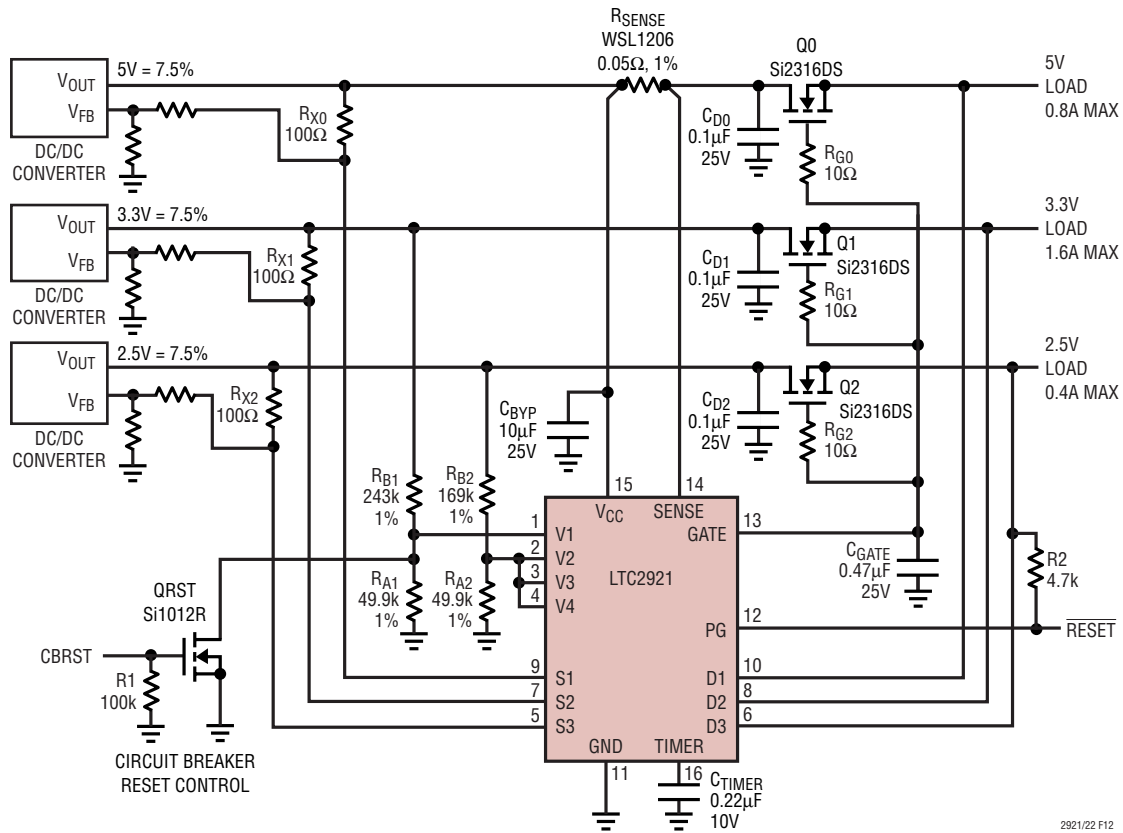 RSENSE
WSL1206
0.05Ω, 1%
Q0
Si2316DS
5V
LOAD
0.8A MAX
VOUT
VFB
5V = 7.5%
DC/DC
CONVERTER
RX0
100Ω
CD0
0.1µF
25V
RG0
10Ω
3.3V
LOAD
1.6A MAX
VOUT
VFB
3.3V = 7.5%
DC/DC
CONVERTER
RX1
100Ω
CD1
0.1µF
25V
Q1
Si2316DS
RG1
10Ω
2.5V
LOAD
0.4A MAX
VOUT
VFB
2.5V = 7.5%
DC/DC
CONVERTER
RX2
100Ω
CBYP
10µF
25V
CD2
0.1µF
25V
Q2
Si2316DS
RG2
10Ω
RB1
243k
1%
RB2
169k
1%
RA1
49.9k
1%
RA2
49.9k
1%
15
14
VCC
SENSE
1
V1
2
V2
3
V3
4
V4
LTC2921
13
GATE
CGATE
0.47µF
25V
R2
4.7k
12
PG
RESET
QRST
Si1012R
CBRST
R1
100k
CIRCUIT BREAKER
RESET CONTROL
9
S1
7
S2
5
S3
10
D1
8
D2
6
D3
GND
TIMER
11
16
CTIMER
0.22µF
10V
2921/22 F12